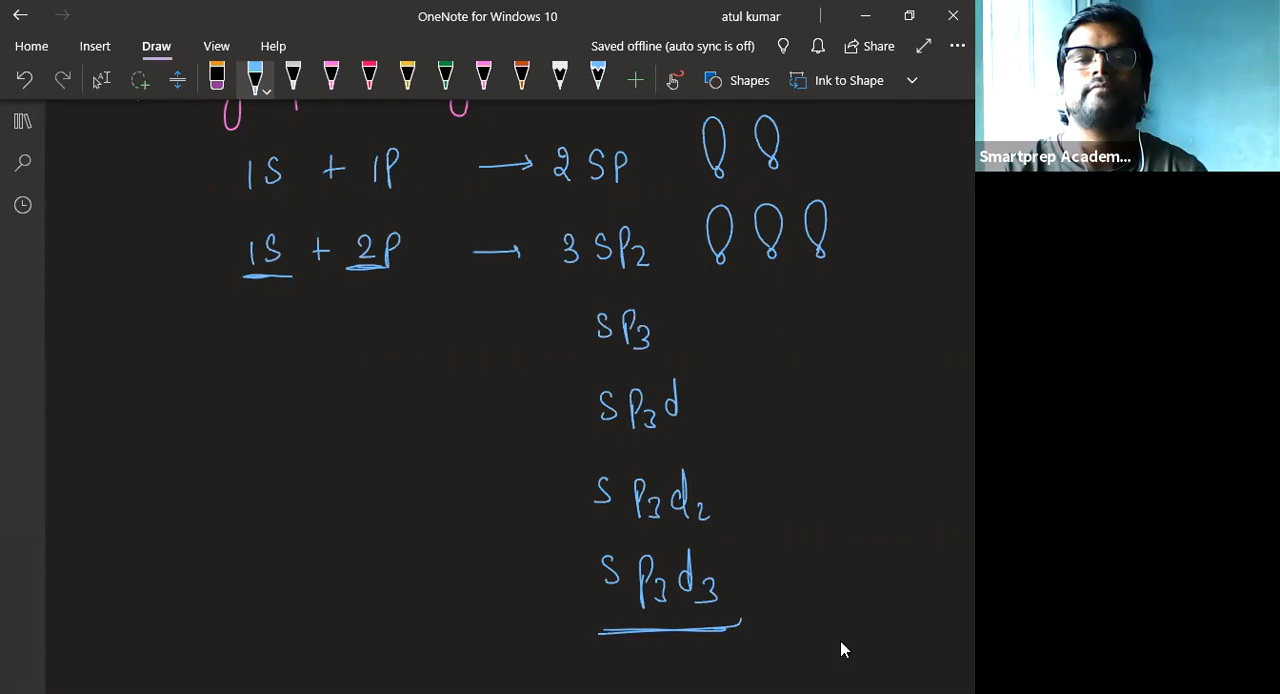 OneNote for Windows 10
atul kumar
Home Insert Draw View Help
Saved offline (auto sync is off)
Share
Shapes
Ink to Shape
Smartprep Academ...
1S + 1P → 2 SP
1S + 2P → 3 SP2
SP3
SP3d
SP3d2
SP3d3